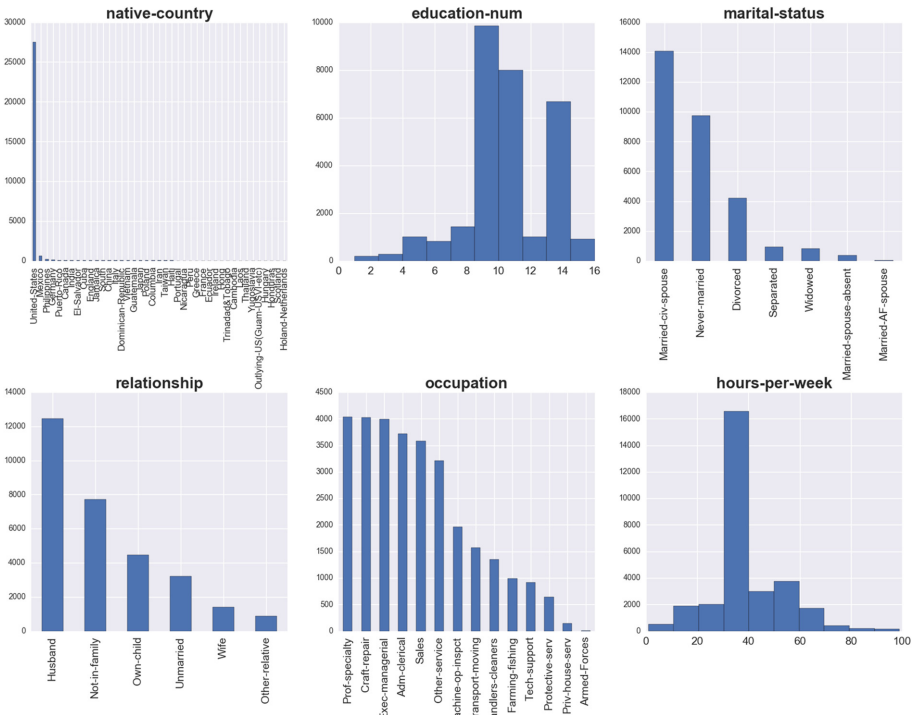 native-country
30000
25000
20000
15000
10000
5000
0
United-States
Mexico
Philippines
Germany
Puerto-Rico
Canada
India
El-Salvador
Cuba
England
Jamaica
South
China
Italy
Dominican-Republic
Vietnam
Guatemala
Japan
Poland
Columbia
Iran
Taiwan
Haiti
Portugal
Nicaragua
Peru
Greece
France
Ecuador
Ireland
Hong
Trinadad&Tobago
Cambodia
Laos
Thailand
Yugoslavia
Outlying-US(Guam-USVI-etc)
Hungary
Honduras
Scotland
Holand-Netherlands
education-num
10000
8000
6000
4000
2000
0
0 2 4 6 8 10 12 14 16
marital-status
16000
14000
12000
10000
8000
6000
4000
2000
0
Married-civ-spouse
Never-married
Divorced
Separated
Widowed
Married-spouse-absent
Married-AF-spouse
relationship
14000
12000
10000
8000
6000
4000
2000
0
Husband
Not-in-family
Own-child
Unmarried
Wife
Other-relative
occupation
4500
4000
3500
3000
2500
2000
1500
1000
500
0
Prof-specialty
Craft-repair
Exec-managerial
Adm-clerical
Sales
Other-service
achine-op-inspct
ransport-moving
andlers-cleaners
Farming-fishing
Tech-support
Protective-serv
Priv-house-serv
Armed-Forces
hours-per-week
18000
16000
14000
12000
10000
8000
6000
4000
2000
0
0 20 40 60 80 100